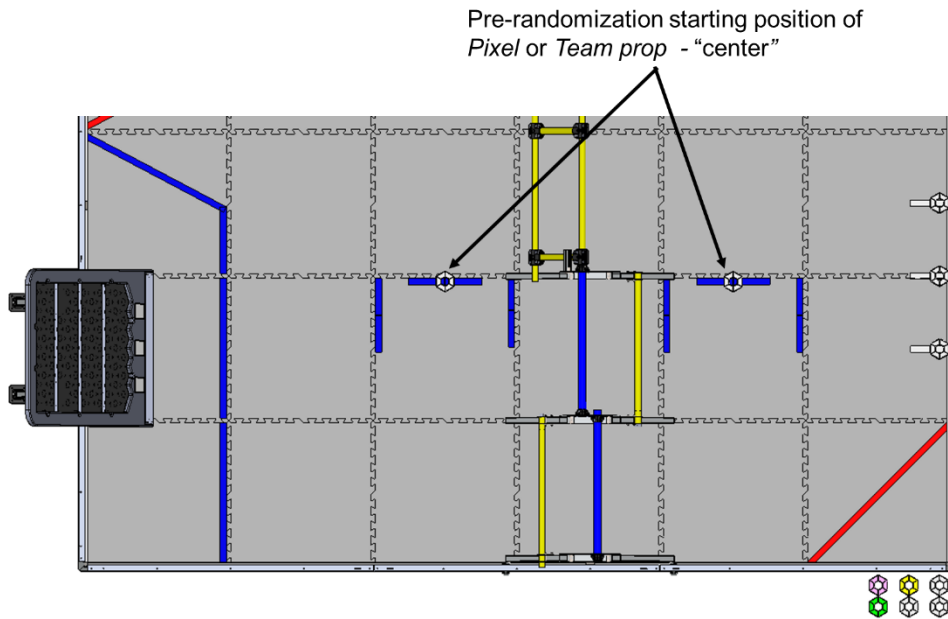 Pre-randomization starting position of
Pixel or Team prop - “center”